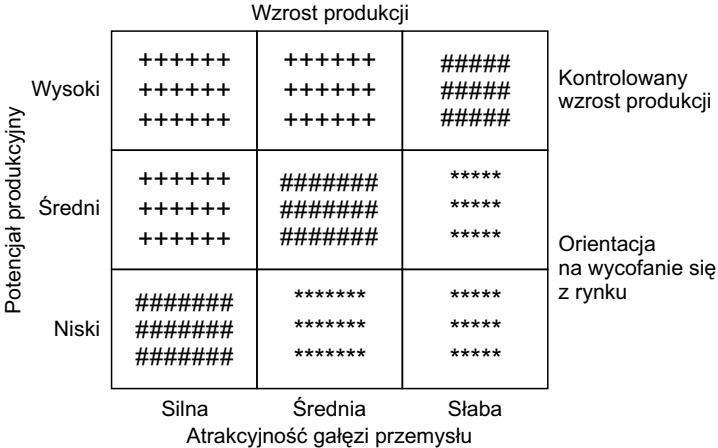 Wzrost produkcji
++++++ ++++++ #####
Wysoki ++++++ ++++++ ##### Kontrolowany
++++++ ++++++ ##### wzrost produkcji
++++++ ####### *****
Średni ++++++ ####### *****
++++++ ####### ***** Orientacja
na wycofanie się
z rynku
####### ******* *****
Niski ####### ******* *****
####### ******* *****
Potencjał produkcyjny
Silna Średnia Słaba
Atrakcyjność gałęzi przemysłu